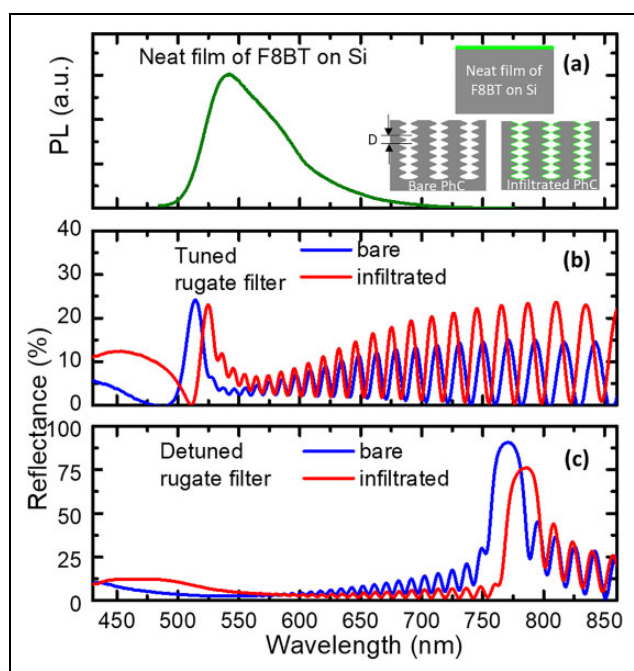 Neat film of F8BT on Si
(a)
Neat film of
F8BT on Si
D
Bare PhC
Infiltrated PhC
PL (a.u.)
40
30
20
10
0
Tuned
rugate filter
bare
infiltrated
(b)
Reflectance (%)
100
75
50
25
0
Detuned
rugate filter
bare
infiltrated
(c)
450 500 550 600 650 700 750 800 850
Wavelength (nm)